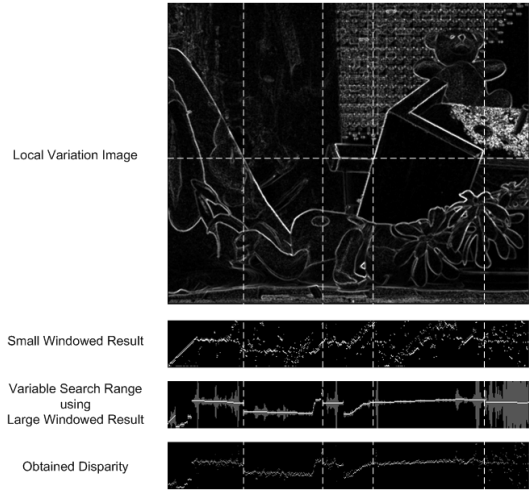 Local Variation Image
Small Windowed Result
Variable Search Range
using
Large Windowed Result
Obtained Disparity